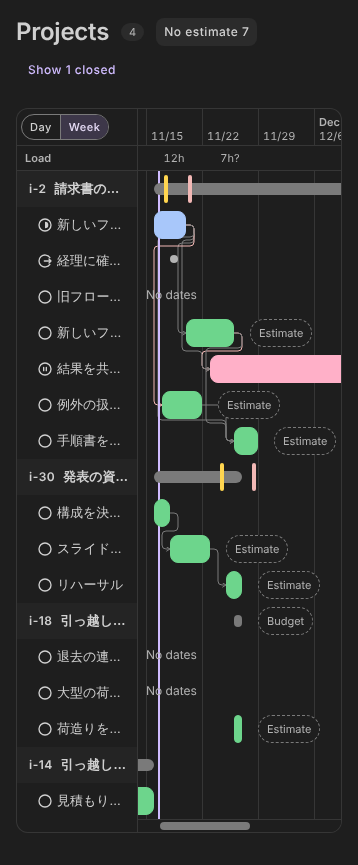 Projects 4 No estimate 7
Show 1 closed
Day Week 11/15 11/22 11/29 Dec 12/6
Load 12h 7h?
i-2 請求書の…
新しいフ…
経理に確…
旧フロー… No dates
新しいフ… Estimate
結果を共…
例外の扱… Estimate
手順書を… Estimate
i-30 発表の資…
構成を決…
スライド… Estimate
リハーサル Estimate
i-18 引っ越し… Budget
退去の連… No dates
大型の荷… No dates
荷造りを… Estimate
i-14 引っ越し…
見積もり…